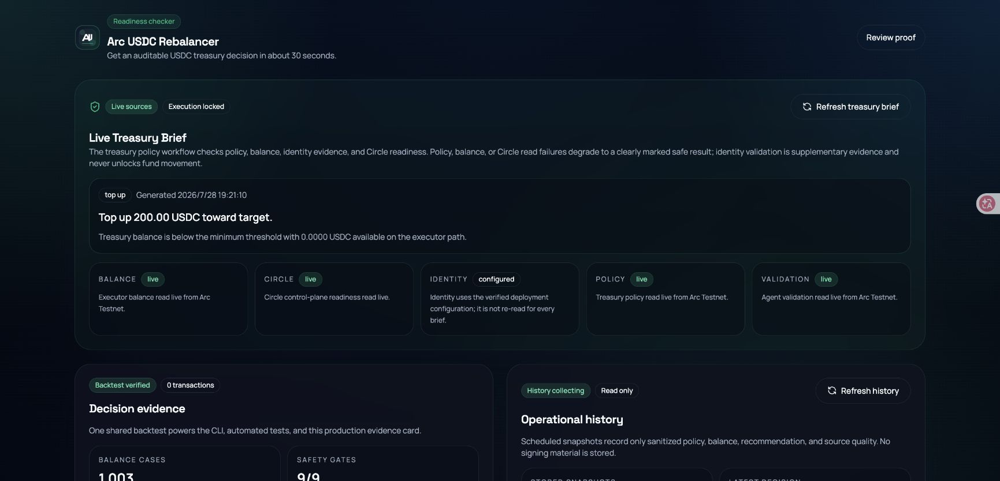 Readiness checker
Arc USDC Rebalancer
Get an auditable USDC treasury decision in about 30 seconds.
Review proof
Live sources
Execution locked
Refresh treasury brief
Live Treasury Brief
The treasury policy workflow checks policy, balance, identity evidence, and Circle readiness. Policy, balance, or Circle read failures degrade to a clearly marked safe result; identity validation is supplementary evidence and
never unlocks fund movement.
top up
Generated 2026/7/28 19:21:10
Top up 200.00 USDC toward target.
Treasury balance is below the minimum threshold with 0.0000 USDC available on the executor path.
BALANCE live
Executor balance read live from Arc
Testnet.
CIRCLE live
Circle control-plane readiness read live.
IDENTITY configured
Identity uses the verified deployment
configuration; it is not re-read for every
brief.
POLICY live
Treasury policy read live from Arc Testnet.
VALIDATION live
Agent validation read live from Arc Testnet.
Backtest verified
0 transactions
Decision evidence
One shared backtest powers the CLI, automated tests, and this production evidence card.
BALANCE CASES
1,003
SAFETY GATES
9/9
History collecting
Read only
Refresh history
Operational history
Scheduled snapshots record only sanitized policy, balance, recommendation, and source quality. No
signing material is stored.
STORED SNAPSHOTS
LATEST DECISION